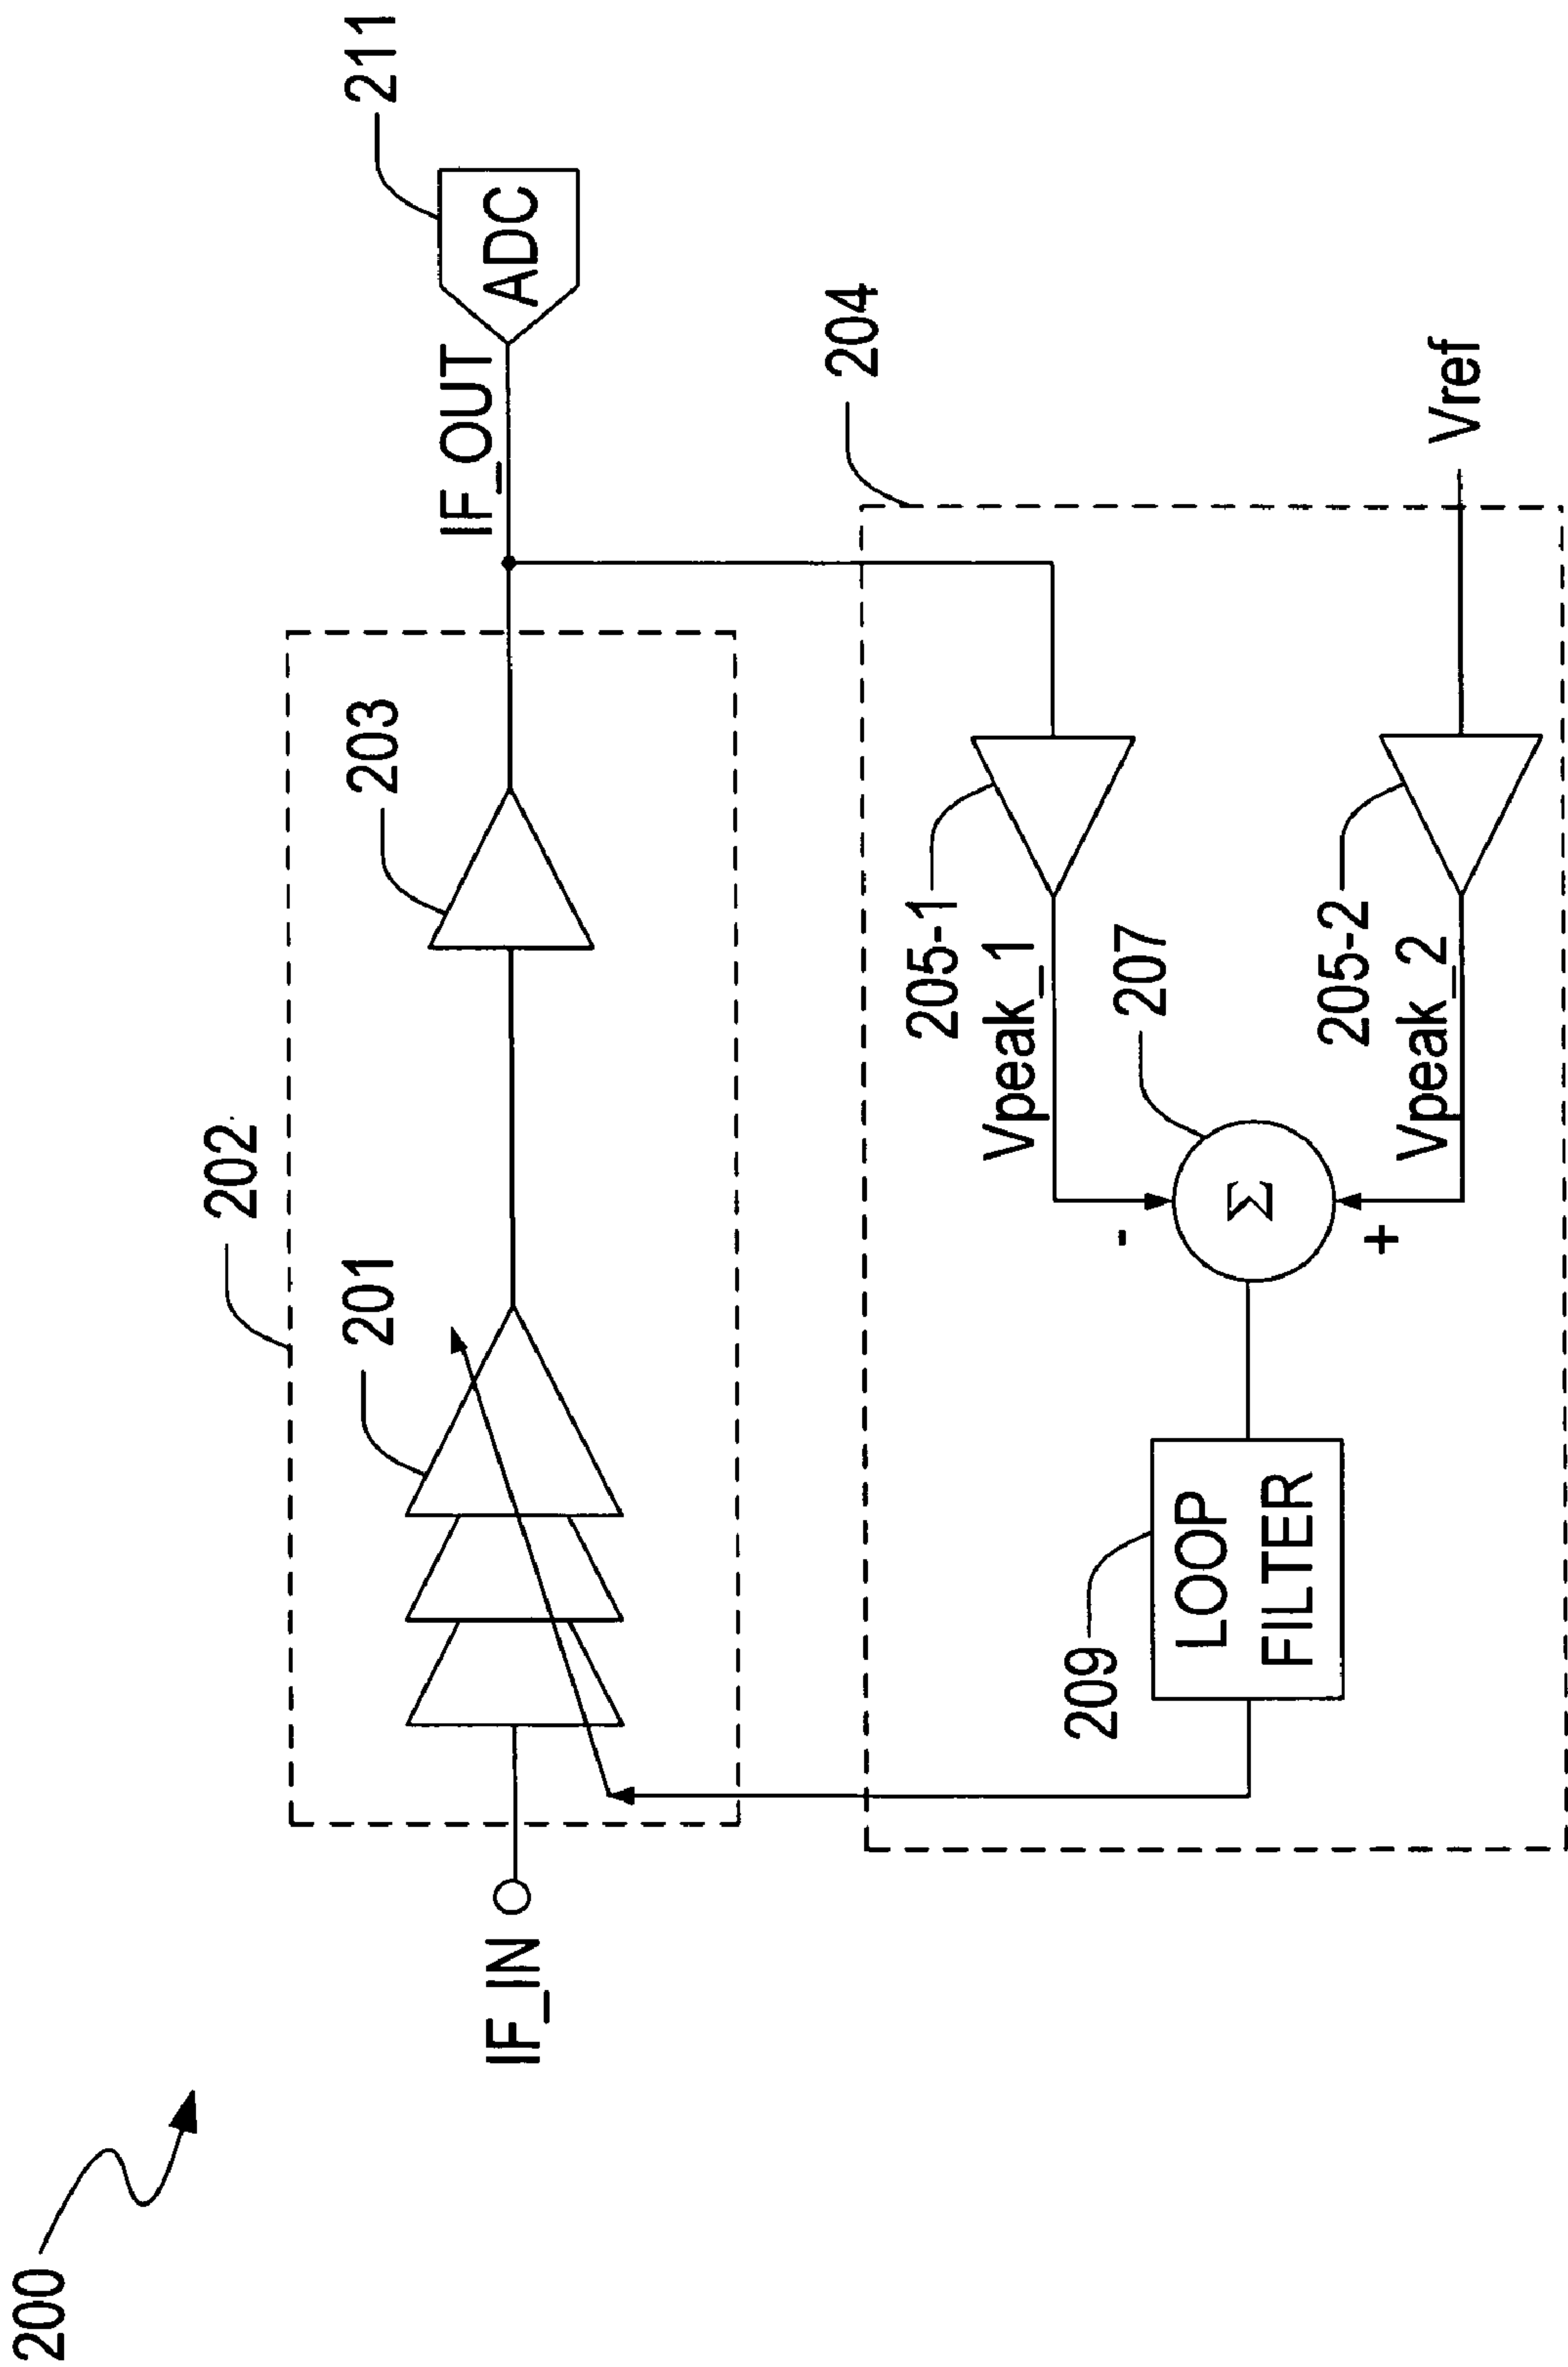 200
202
201
203
211
IF_IN
IF_OUT
ADC
204
205-1
Vpeak_1
209
LOOP
FILTER
207
-
Σ
+
205-2
Vpeak_2
Vref